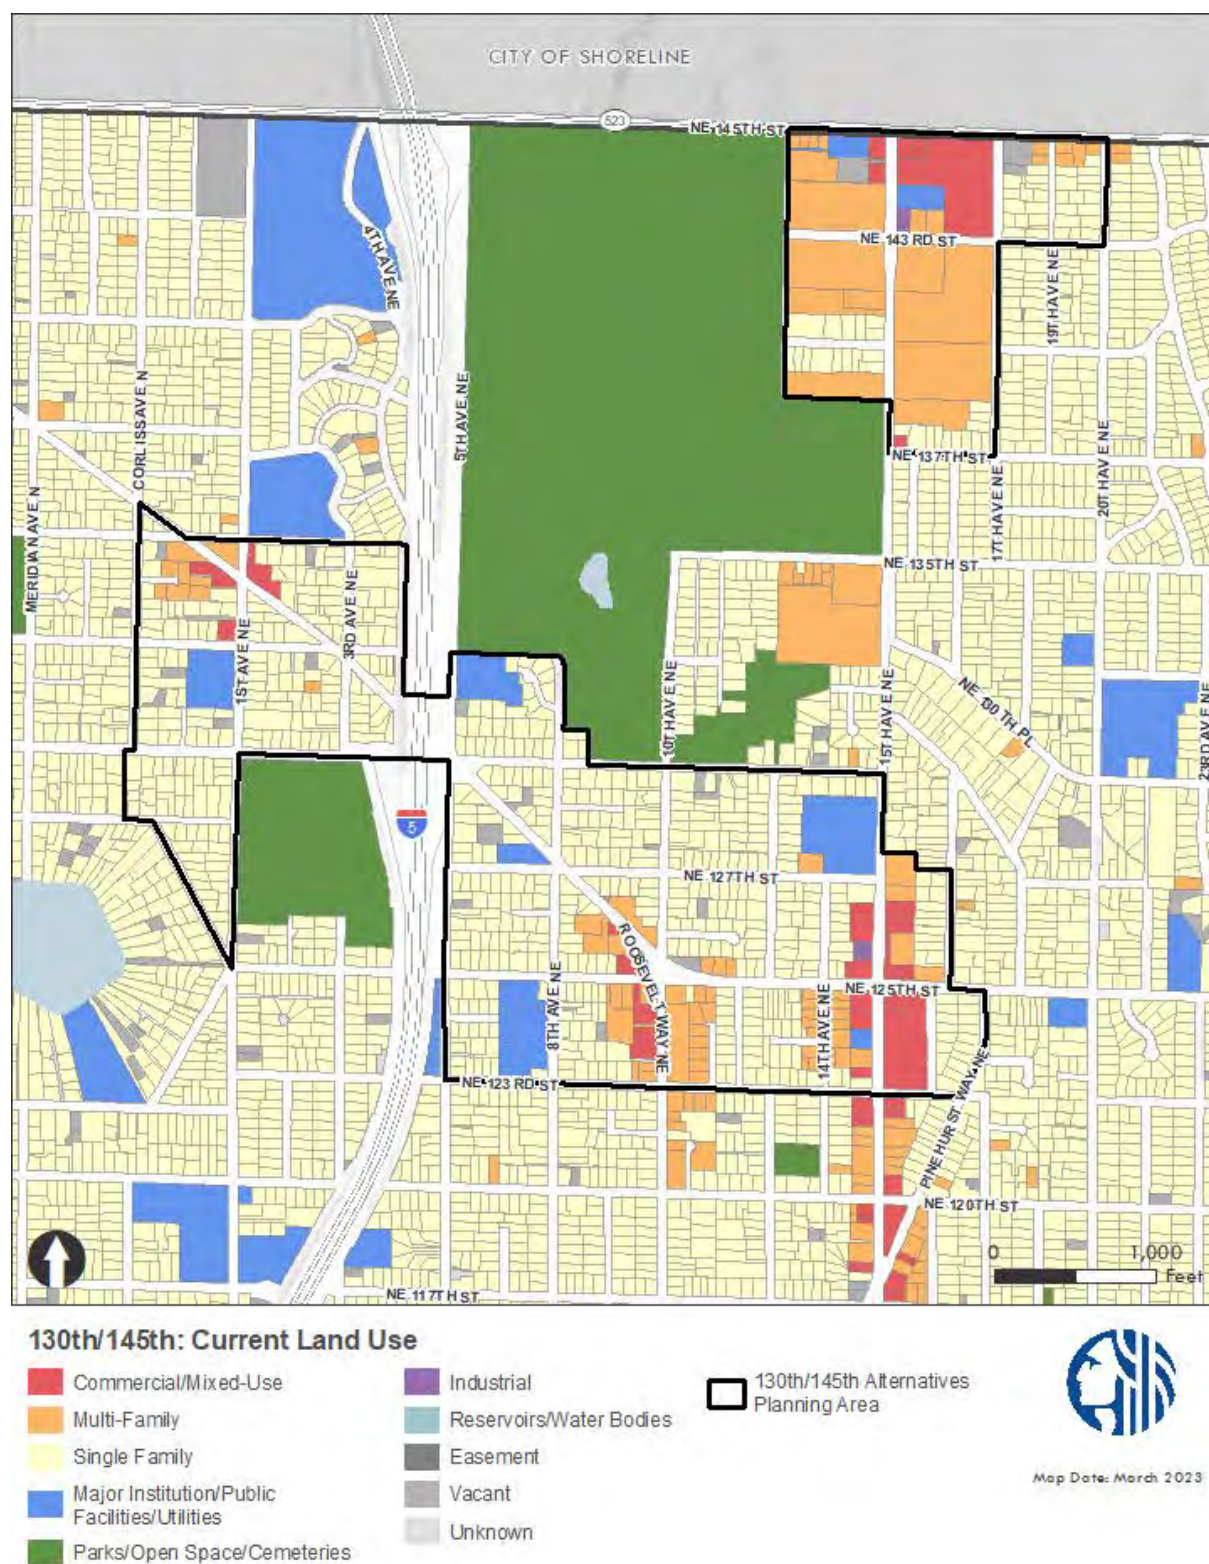 CITY OF SHORELINE
523
NE 145TH ST
4TH AVE NE
NE 143RD ST
19TH AVE NE
CORLISS AVE N
5TH AVE NE
MERIDIAN AVE N
NE 137TH ST
17TH AVE NE
20TH AVE NE
NE 135TH ST
3RD AVE NE
1ST AVE NE
10TH AVE NE
15TH AVE NE
NE 130TH PL
23RD AVE NE
5
NE 127TH ST
ROOSEVELT WAY NE
8TH AVE NE
14TH AVE NE
NE 125TH ST
NE 123RD ST
PINEHURST WAY NE
NE 120TH ST
NE 117TH ST
0 1,000
Feet
130th/145th: Current Land Use
Commercial/Mixed-Use
Multi-Family
Single Family
Major Institution/Public
Facilities/Utilities
Parks/Open Space/Cemeteries
Industrial
Reservoirs/Water Bodies
Easement
Vacant
Unknown
130th/145th Alternatives
Planning Area
Map Date: March 2023